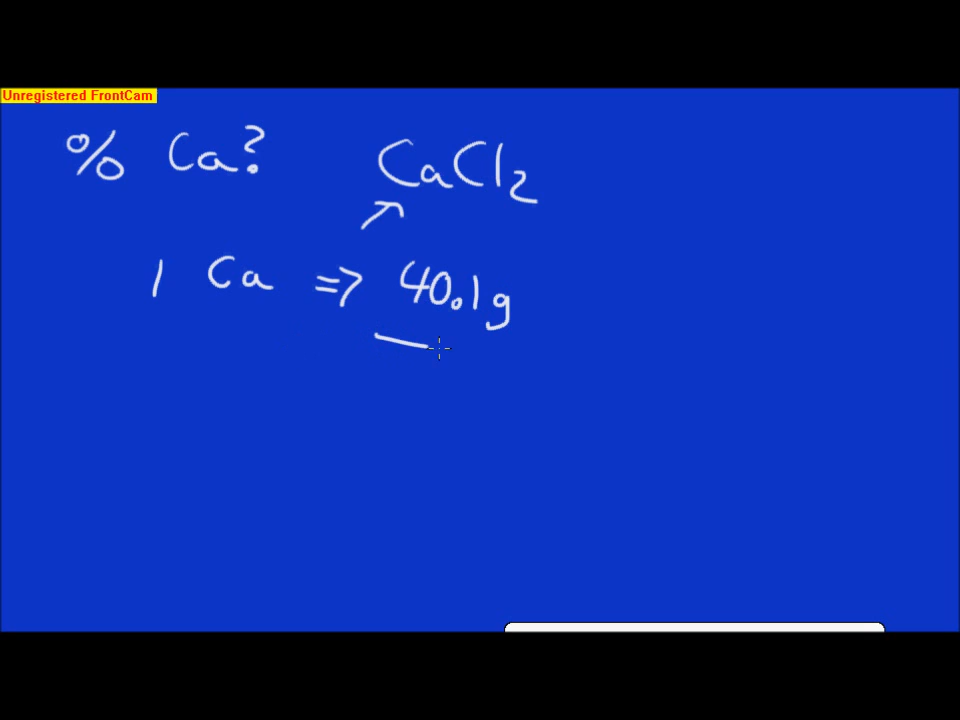 Unregistered FrontCam
% Ca? CaCl2
1 Ca ⇒ 40.1g